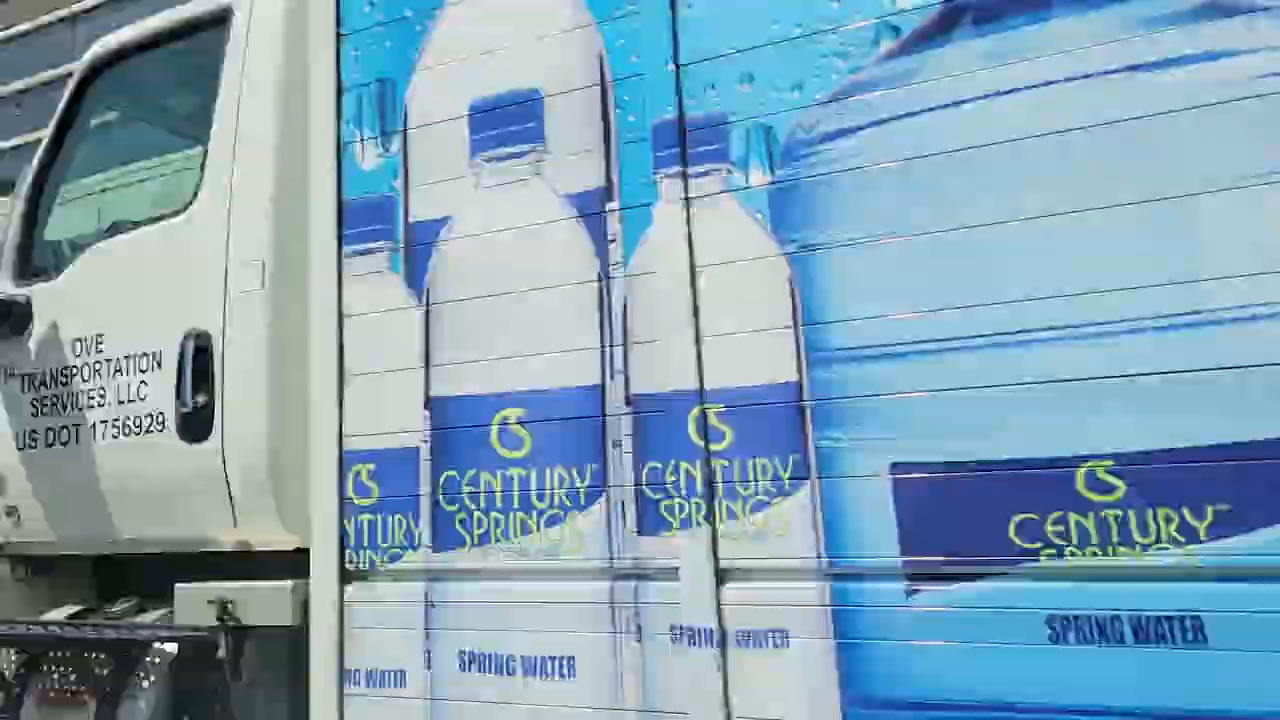 OVE
TRANSPORTATION
SERVICES, LLC
US DOT 1756929
CENTURY
SPRINGS
SPRING WATER
CENTURY
SPRINGS
SPRING WATER
CENTURY
SPRINGS
SPRING WATER
NTURY
WATER